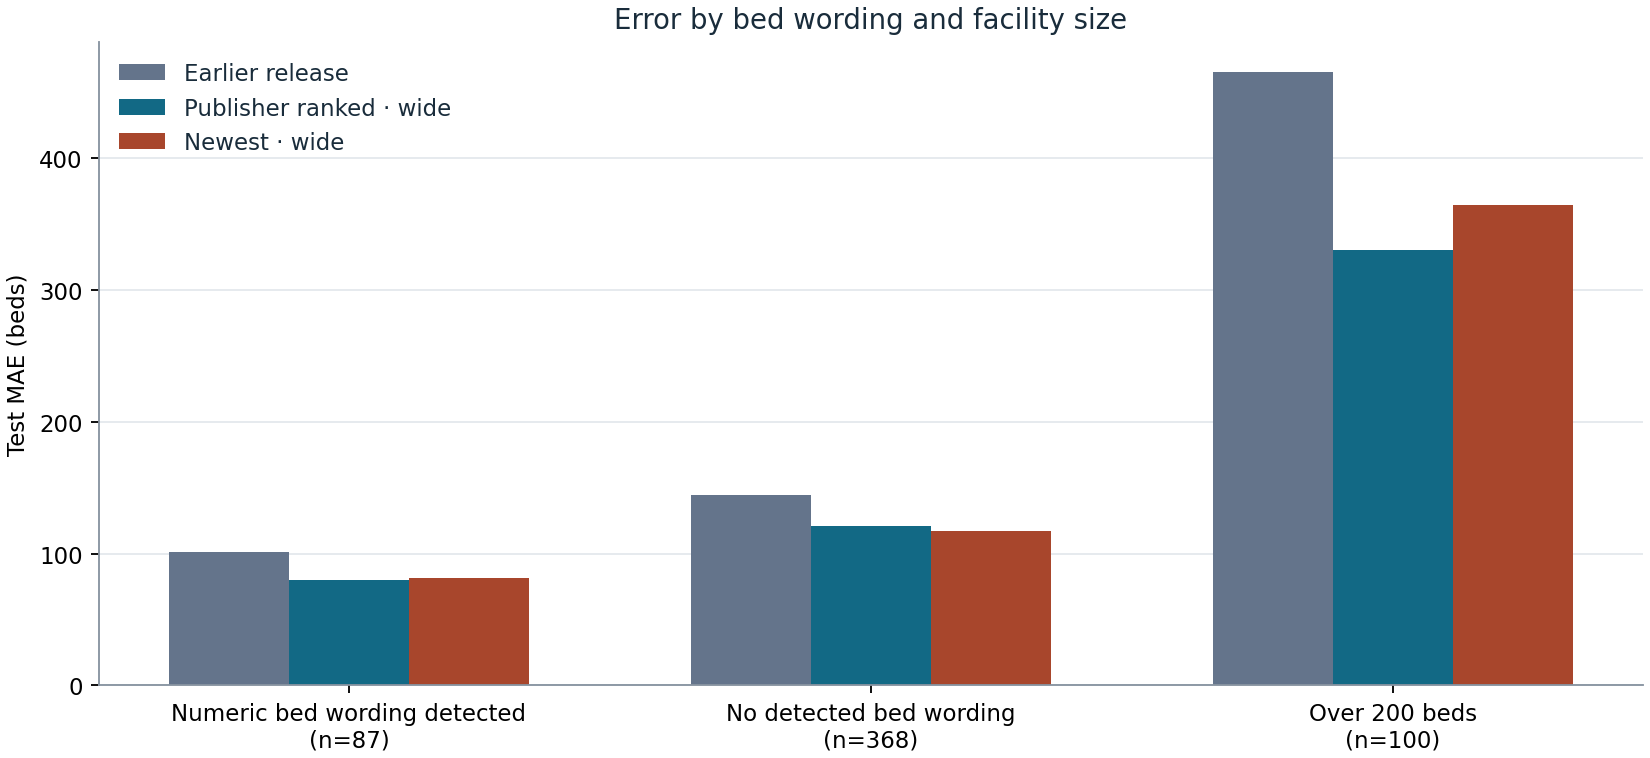 Error by bed wording and facility size
Earlier release
Publisher ranked · wide
Newest · wide
Test MAE (beds)
400
300
200
100
0
Numeric bed wording detected
(n=87)
No detected bed wording
(n=368)
Over 200 beds
(n=100)